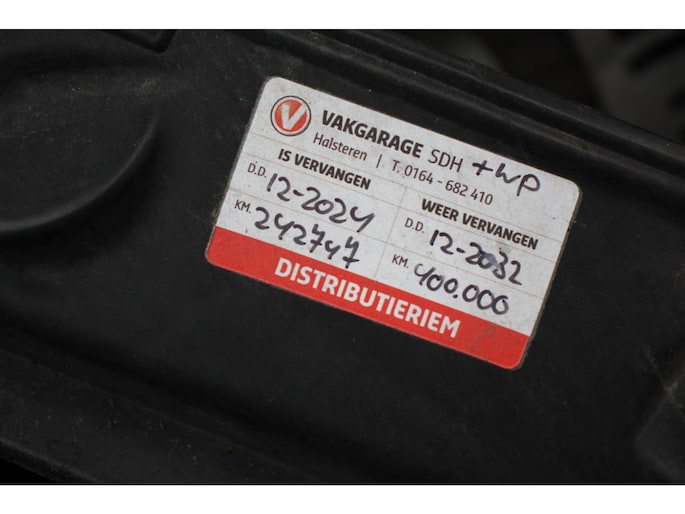 V VAKGARAGE SDH + WP
Halsteren | T. 0164 - 682 410
IS VERVANGEN
D.D. 12-2024
KM. 242747
WEER VERVANGEN
D.D. 12-2032
KM. 400.000
DISTRIBUTIERIEM